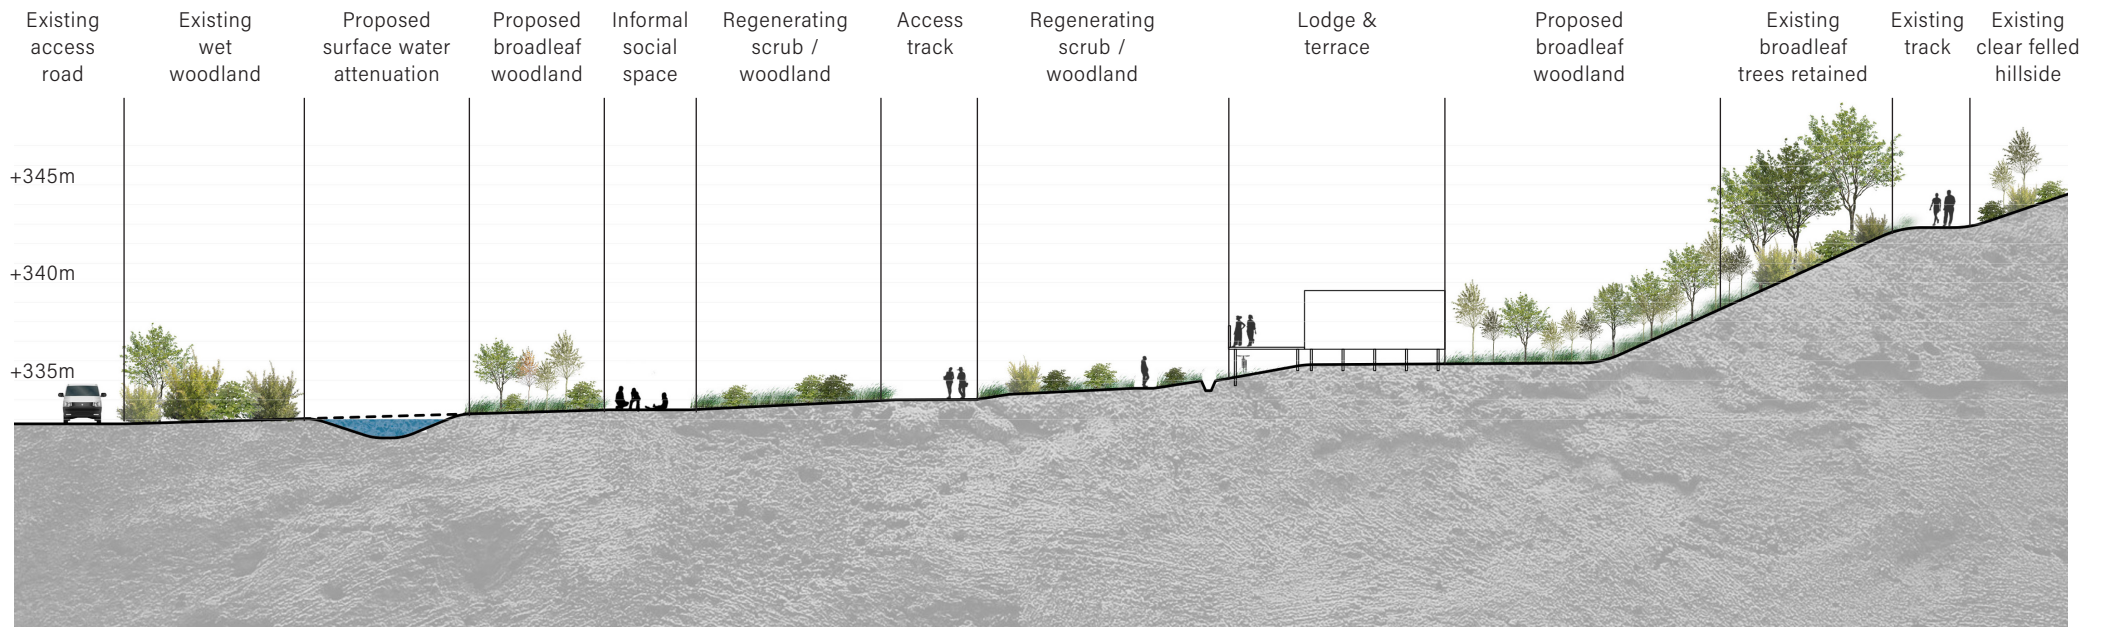 Existing
access
road
Existing
wet
woodland
Proposed
surface water
attenuation
Proposed
broadleaf
woodland
Informal
social
space
Regenerating
scrub /
woodland
Access
track
Regenerating
scrub /
woodland
Lodge &
terrace
Proposed
broadleaf
woodland
Existing
broadleaf
trees retained
Existing
track
Existing
clear felled
hillside
+345m
+340m
+335m